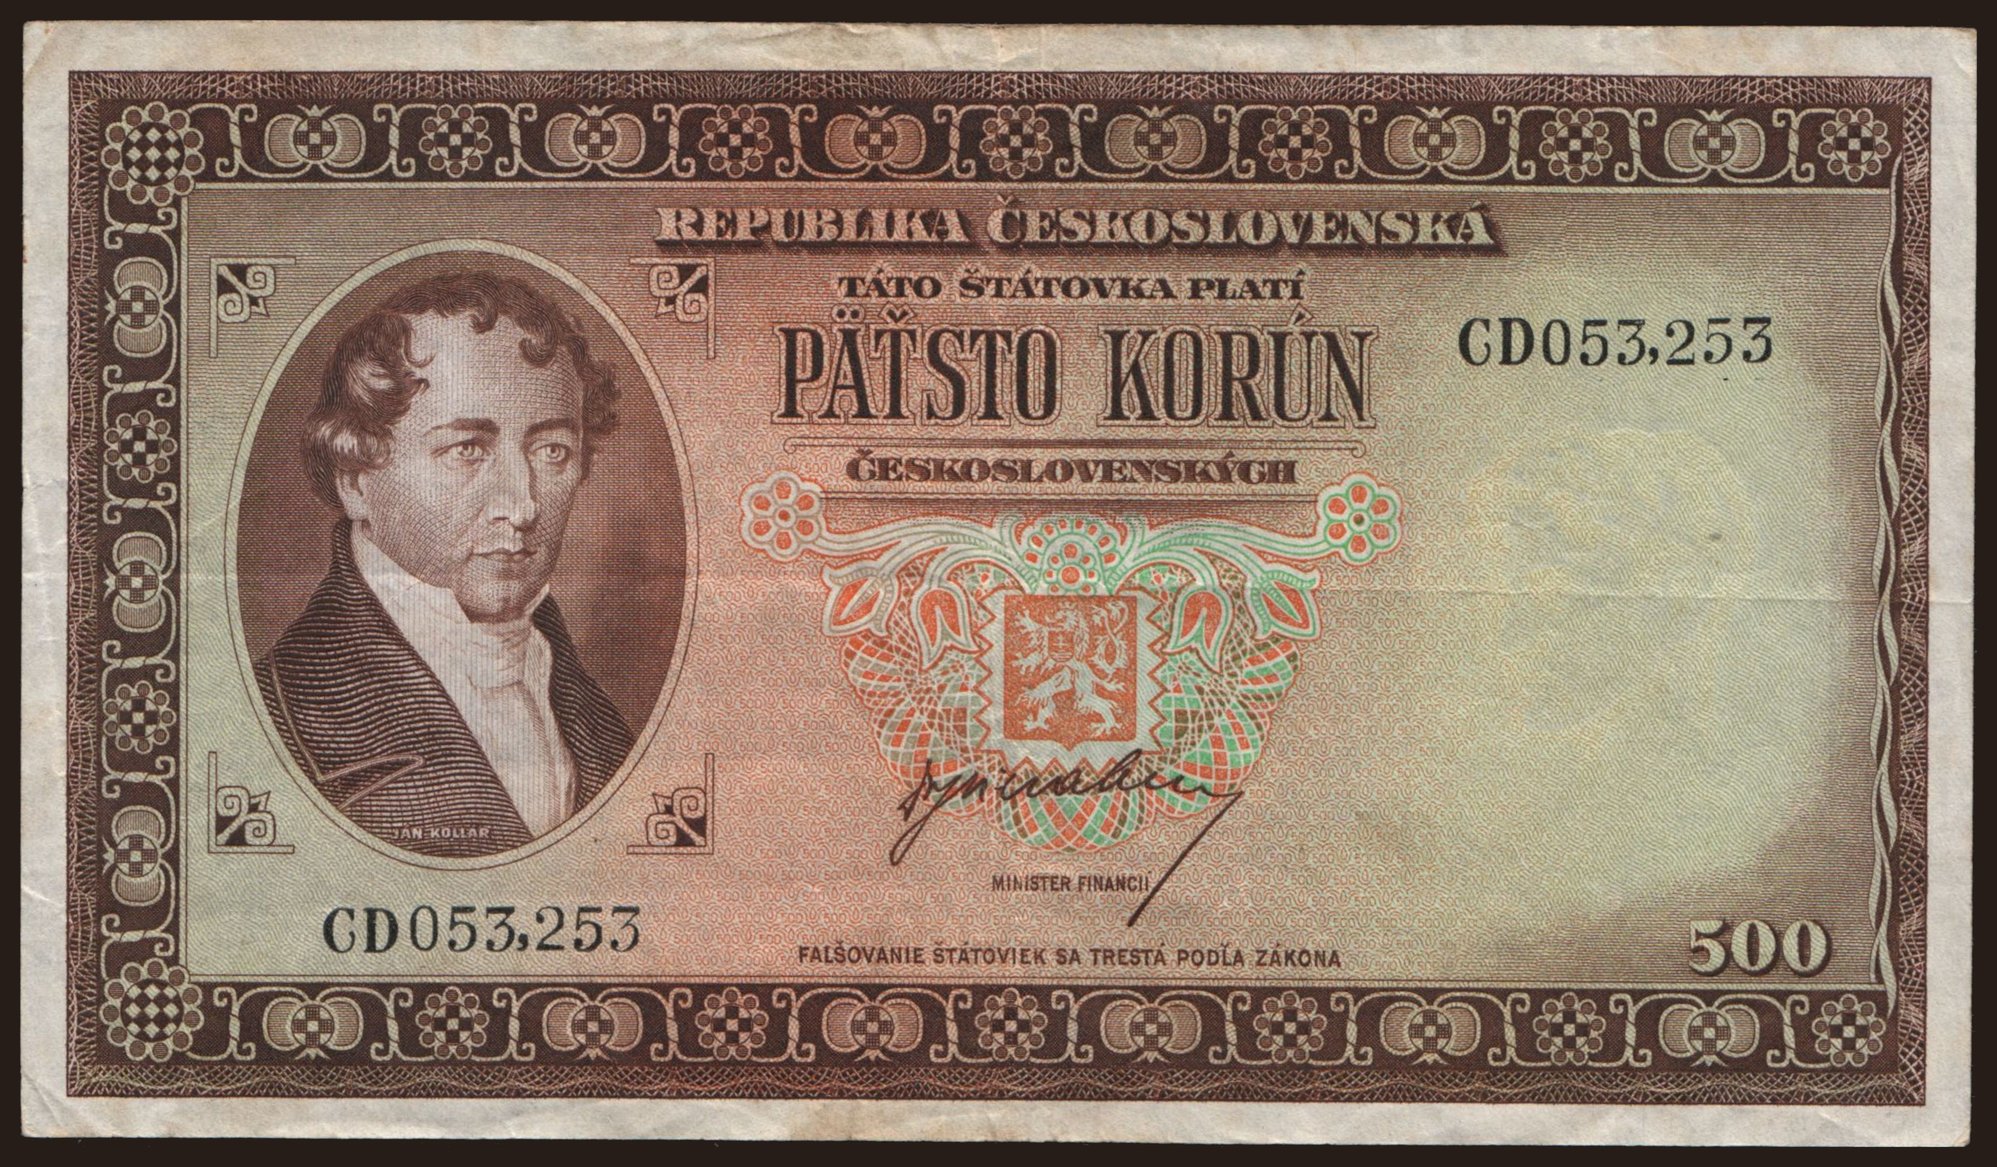 REPUBLIKA ČESKOSLOVENSKÁ
TÁTO ŠTÁTOVKA PLATÍ
PÄŤSTO KORÚN
CD053,253
ČESKOSLOVENSKÝCH
JÁN KOLLÁR
MINISTER FINANCIÍ
CD053,253
FALŠOVANIE ŠTÁTOVIEK SA TRESTÁ PODĽA ZÁKONA
500